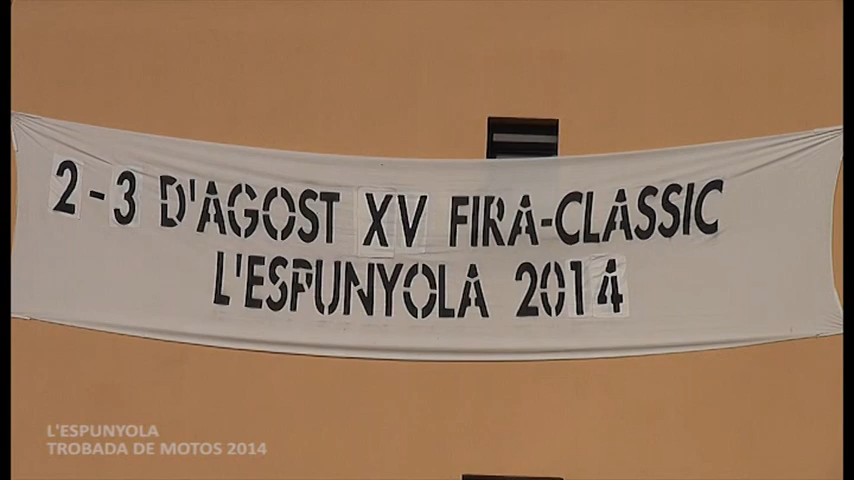 2-3 D'AGOST XV FIRA-CLASSIC
L'ESPUNYOLA 2014
L'ESPUNYOLA
TROBADA DE MOTOS 2014